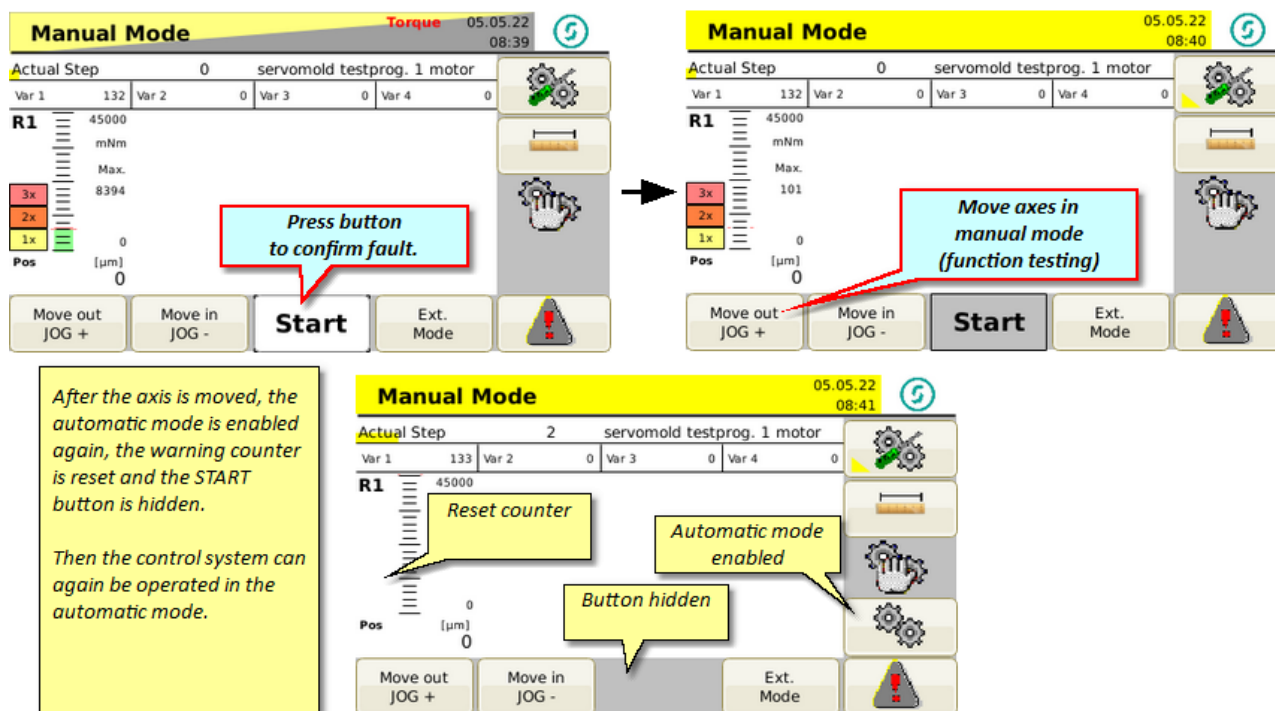 Manual Mode
Torque
05.05.22
08:39
Actual Step 0 servomold testprog. 1 motor
Var 1 132 Var 2 0 Var 3 0 Var 4 0
R1
45000
mNm
Max.
8394
3x
2x
1x
0
Pos
[µm]
0
Press button
to confirm fault.
Move out
JOG +
Move in
JOG -
Start
Ext.
Mode
Manual Mode
05.05.22
08:40
Actual Step 0 servomold testprog. 1 motor
Var 1 132 Var 2 0 Var 3 0 Var 4 0
R1
45000
mNm
Max.
101
3x
2x
1x
0
Pos
[µm]
0
Move axes in
manual mode
(function testing)
Move out
JOG +
Move in
JOG -
Start
Ext.
Mode
After the axis is moved, the
automatic mode is enabled
again, the warning counter
is reset and the START
button is hidden.
Then the control system can
again be operated in the
automatic mode.
Manual Mode
05.05.22
08:41
Actual Step 2 servomold testprog. 1 motor
Var 1 133 Var 2 0 Var 3 0 Var 4 0
R1
45000
Reset counter
Automatic mode
enabled
Button hidden
0
Pos
[µm]
0
Move out
JOG +
Move in
JOG -
Ext.
Mode